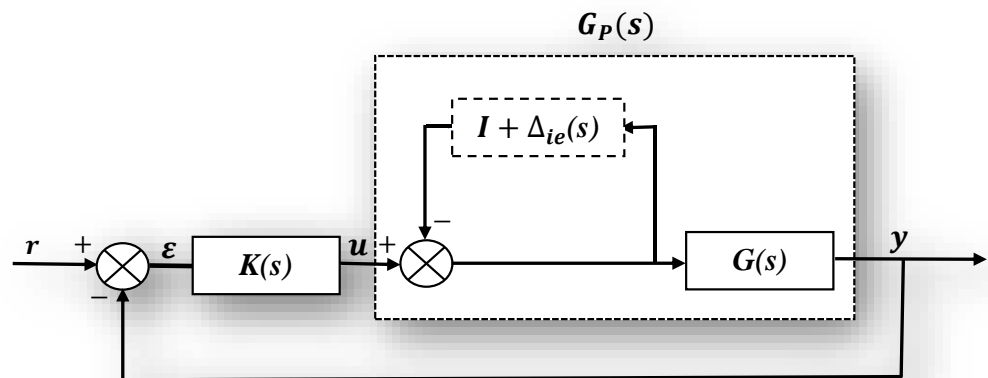 G_P(s)
I + Δ_ie(s)
−
r + ε K(s) u + G(s) y
−